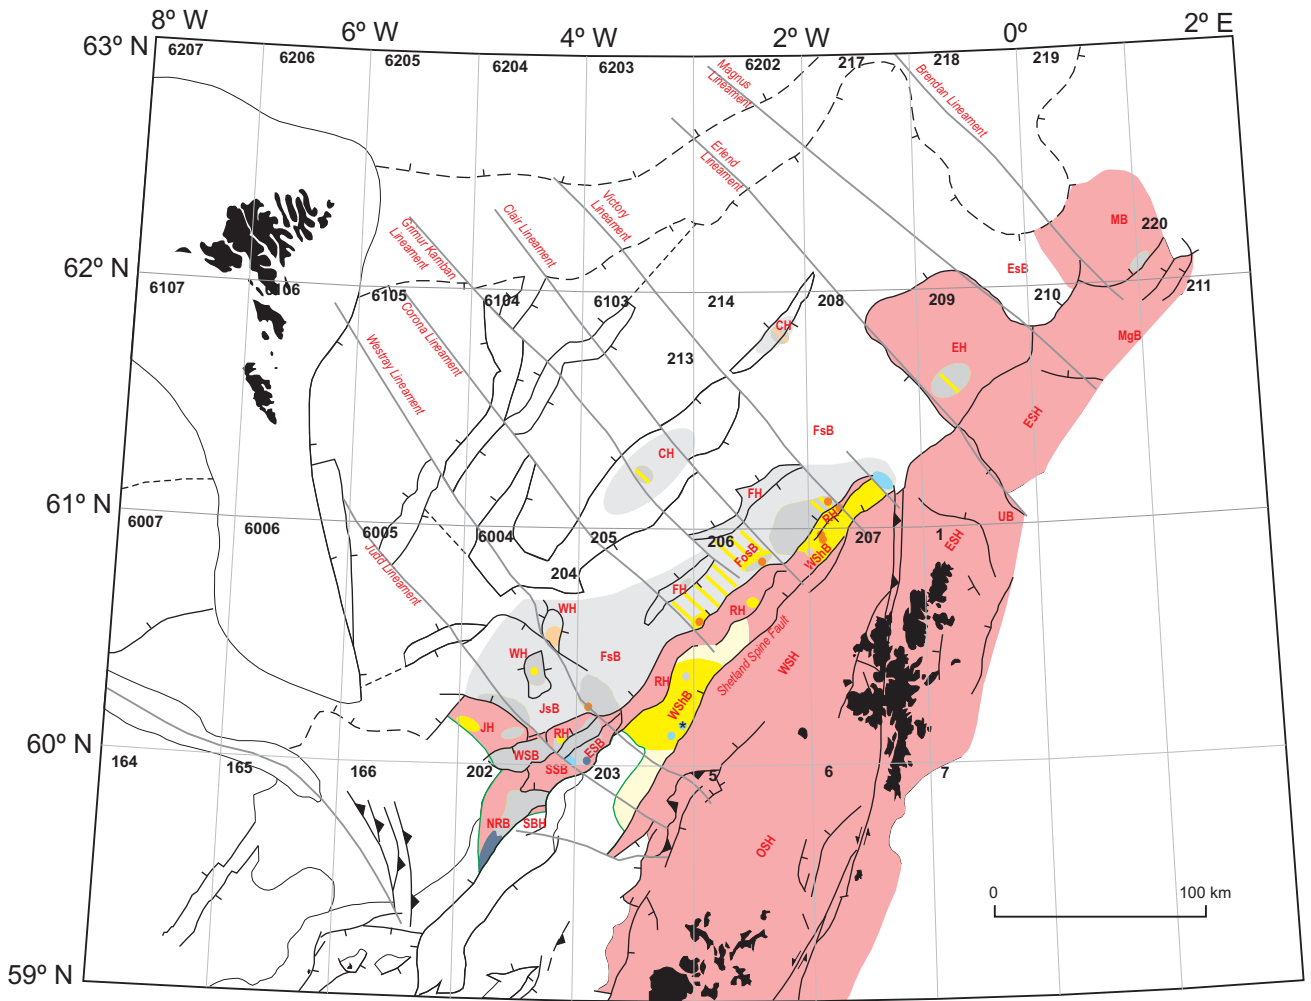 8º W
6º W
4º W
2º W
0º
2º E
63º N
6207
6206
6205
6204
6203
6202
217
218
219
Magnus
Lineament
Brendan Lineament
Erlend
Lineament
Victory
Lineament
Clair Lineament
Grimur Kamban
Lineament
MB
220
62º N
6107
6106
6105
6104
6103
214
208
209
EsB
210
211
Corona Lineament
Westray Lineament
CH
213
EH
MgB
ESH
FsB
CH
FH
61º N
6007
6006
6005
6004
205
206
RH
207
1
UB
ESH
FosB
WShB
Judd Lineament
204
FH
RH
WH
Shetland Spine Fault
WSH
WH
FsB
RH
WShB
*
JsB
JH
RH
ESB
WSB
SSB
60º N
164
165
166
202
203
5
6
7
NRB
SBH
OSH
0
100 km
59º N